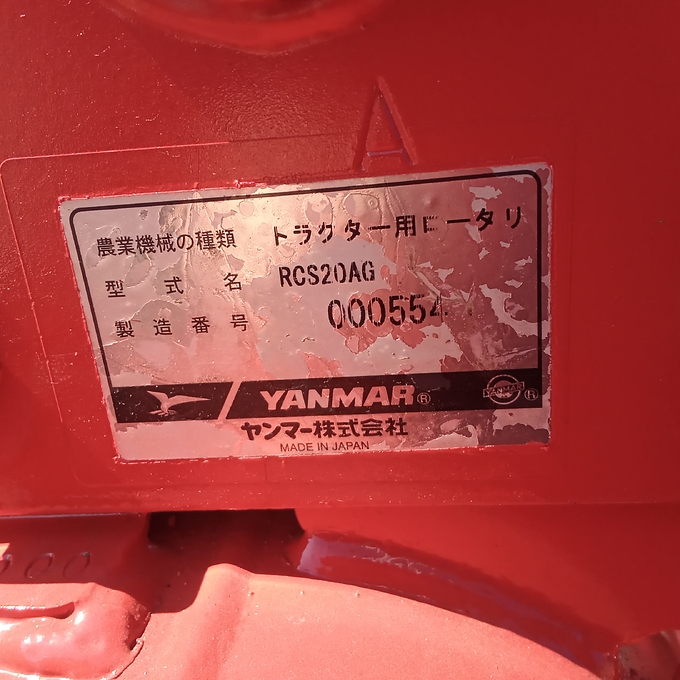 A
農業機械の種類 トラクター用ロータリ
型式名 RCS20AG
製造番号 000554
YANMAR® YANMAR ®
ヤンマー株式会社
MADE IN JAPAN
000